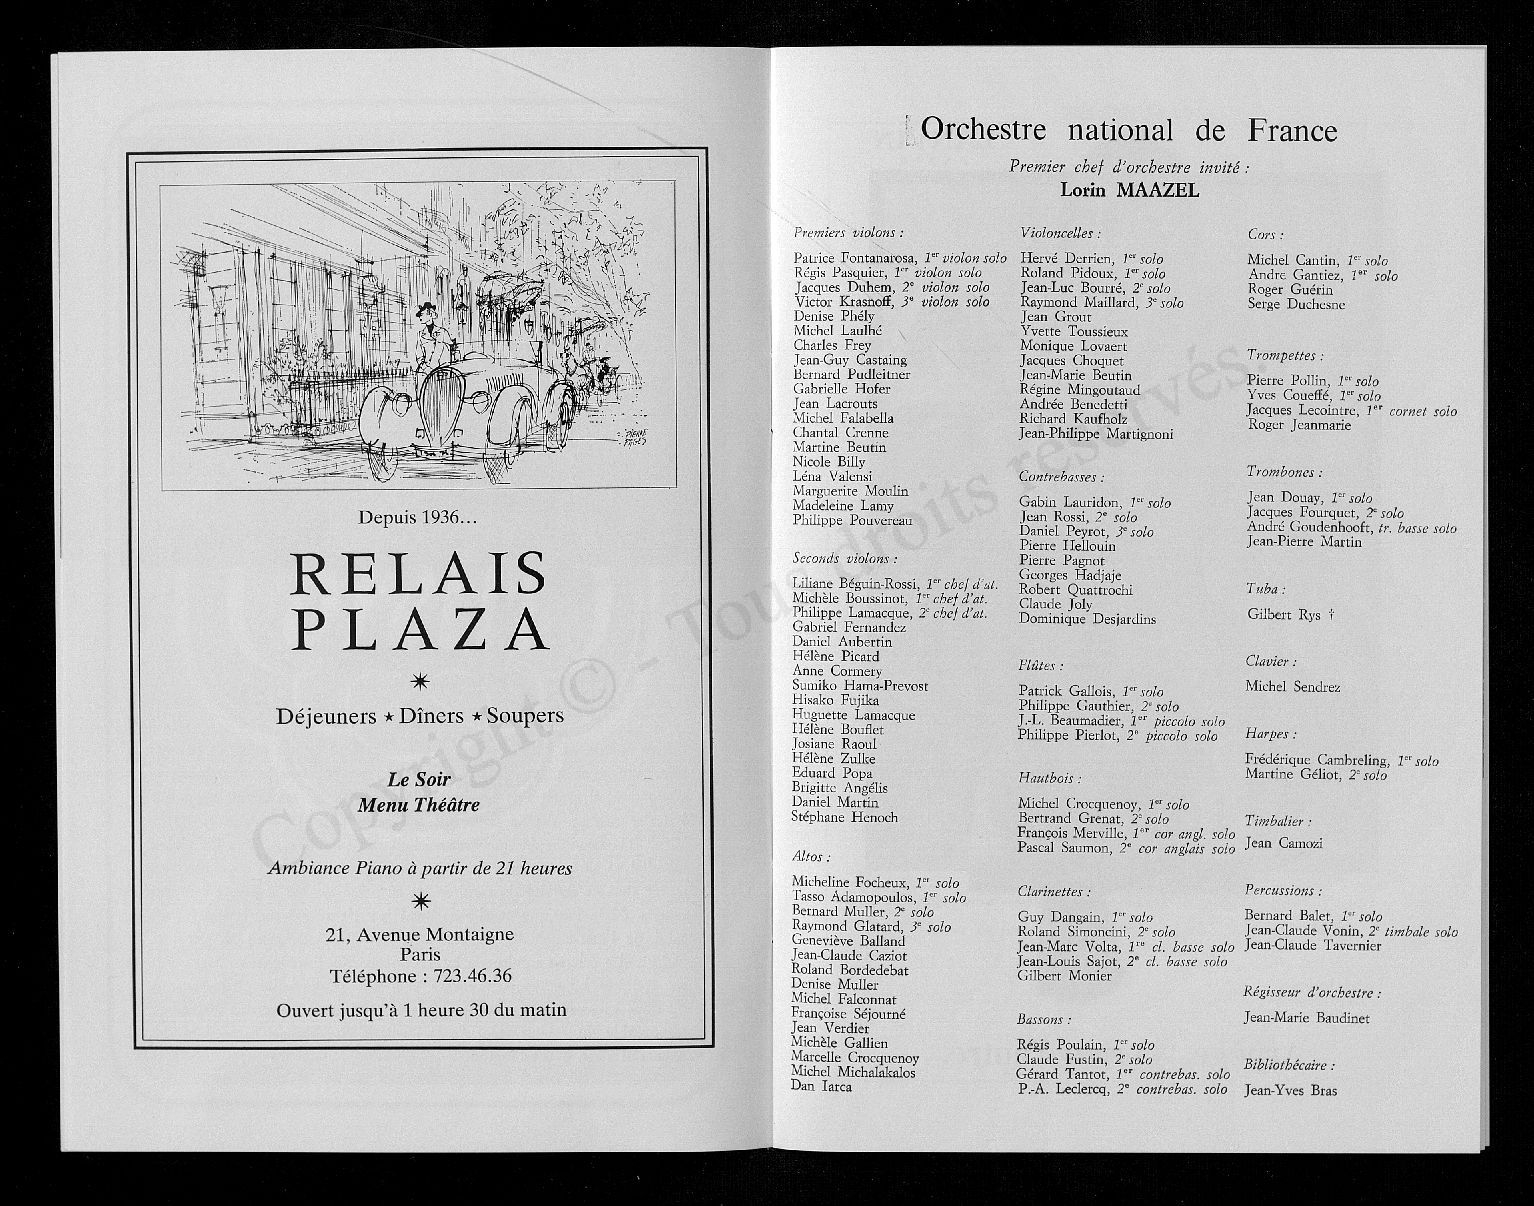 PIERRE
PAGES
Depuis 1936...
RELAIS
PLAZA
Déjeuners ★ Dîners ★ Soupers
Le Soir
Menu Théâtre
Ambiance Piano à partir de 21 heures
21, Avenue Montaigne
Paris
Téléphone : 723.46.36
Ouvert jusqu'à 1 heure 30 du matin
Orchestre national de France
Premier chef d'orchestre invité :
Lorin MAAZEL
Premiers violons :
Patrice Fontanarosa, 1er violon solo
Régis Pasquier, 1er violon solo
Jacques Duhem, 2e violon solo
Victor Krasnoff, 3e violon solo
Denise Phély
Michel Laulhé
Charles Frey
Jean-Guy Castaing
Bernard Pudleitner
Gabrielle Hofer
Jean Lacrouts
Michel Falabella
Chantal Crenne
Martine Beutin
Nicole Billy
Léna Valensi
Marguerite Moulin
Madeleine Lamy
Philippe Pouvereau
Seconds violons :
Liliane Béguin-Rossi, 1er chef d'at.
Michèle Boussinot, 1er chef d'at.
Philippe Lamacque, 2e chef d'at.
Gabriel Fernandez
Daniel Aubertin
Hélène Picard
Anne Cormery
Sumiko Hama-Prevost
Hisako Fujika
Huguette Lamacque
Hélène Bouflet
Josiane Raoul
Hélène Zulke
Eduard Popa
Brigitte Angélis
Daniel Martin
Stéphane Henoch
Altos :
Micheline Focheux, 1er solo
Tasso Adamopoulos, 1er solo
Bernard Muller, 2e solo
Raymond Glatard, 3e solo
Geneviève Balland
Jean-Claude Caziot
Roland Bordedebat
Denise Muller
Michel Falconnat
Françoise Séjourné
Jean Verdier
Michèle Gallien
Marcelle Crocquenoy
Michel Michalakalos
Dan Iarca
Violoncelles :
Hervé Derrien, 1er solo
Roland Pidoux, 1er solo
Jean-Luc Bourré, 2e solo
Raymond Maillard, 3e solo
Jean Grout
Yvette Toussieux
Monique Lovaert
Jacques Choquet
Jean-Marie Beutin
Régine Mingoutaud
Andrée Benedetti
Richard Kaufholz
Jean-Philippe Martignoni
Contrebasses :
Gabin Lauridon, 1er solo
Jean Rossi, 2e solo
Daniel Peyrot, 3e solo
Pierre Hellouin
Pierre Pagnot
Georges Hadjaje
Robert Quattrochi
Claude Joly
Dominique Desjardins
Flûtes :
Patrick Gallois, 1er solo
Philippe Gauthier, 2e solo
J.-L. Beaumadier, 1er piccolo solo
Philippe Pierlot, 2e piccolo solo
Hautbois :
Michel Crocquenoy, 1er solo
Bertrand Grenat, 2e solo
François Merville, 1er cor angl. solo
Pascal Saumon, 2e cor anglais solo
Clarinettes :
Guy Dangain, 1er solo
Roland Simoncini, 2e solo
Jean-Marc Volta, 1re cl. basse solo
Jean-Louis Sajot, 2e cl. basse solo
Gilbert Monier
Bassons :
Régis Poulain, 1er solo
Claude Fustin, 2e solo
Gérard Tantot, 1er contrebas. solo
P.-A. Leclercq, 2e contrebas. solo
Cors :
Michel Cantin, 1er solo
Andre Gantiez, 1er solo
Roger Guérin
Serge Duchesne
Trompettes :
Pierre Pollin, 1er solo
Yves Coueffé, 1er solo
Jacques Lecointre, 1er cornet solo
Roger Jeanmarie
Trombones :
Jean Douay, 1er solo
Jacques Fourquet, 2e solo
André Goudenhooft, tr. basse solo
Jean-Pierre Martin
Tuba :
Gilbert Rys †
Clavier :
Michel Sendrez
Harpes :
Frédérique Cambreling, 1er solo
Martine Géliot, 2e solo
Timbalier :
Jean Camozi
Percussions :
Bernard Balet, 1er solo
Jean-Claude Vonin, 2e timbale solo
Jean-Claude Tavernier
Régisseur d'orchestre :
Jean-Marie Baudinet
Bibliothécaire :
Jean-Yves Bras
Copyright © - Tous droits réservés.